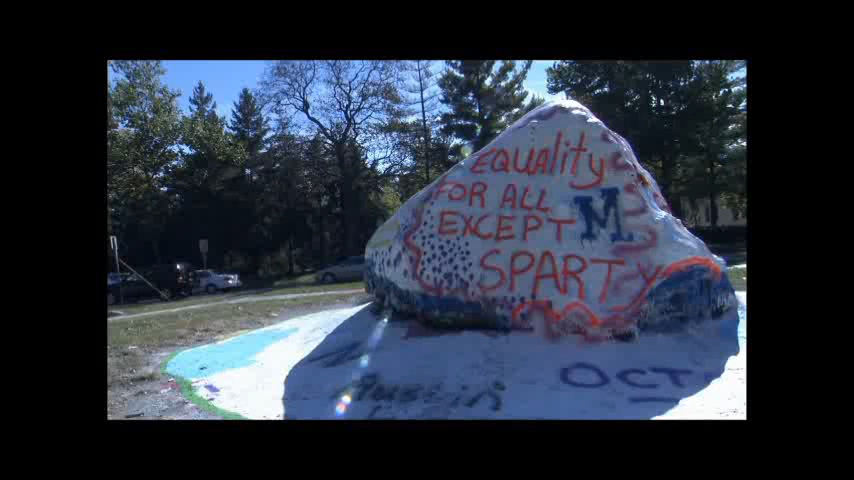 EQUALITY
FOR ALL
EXCEPT M
SPARTY
OCT